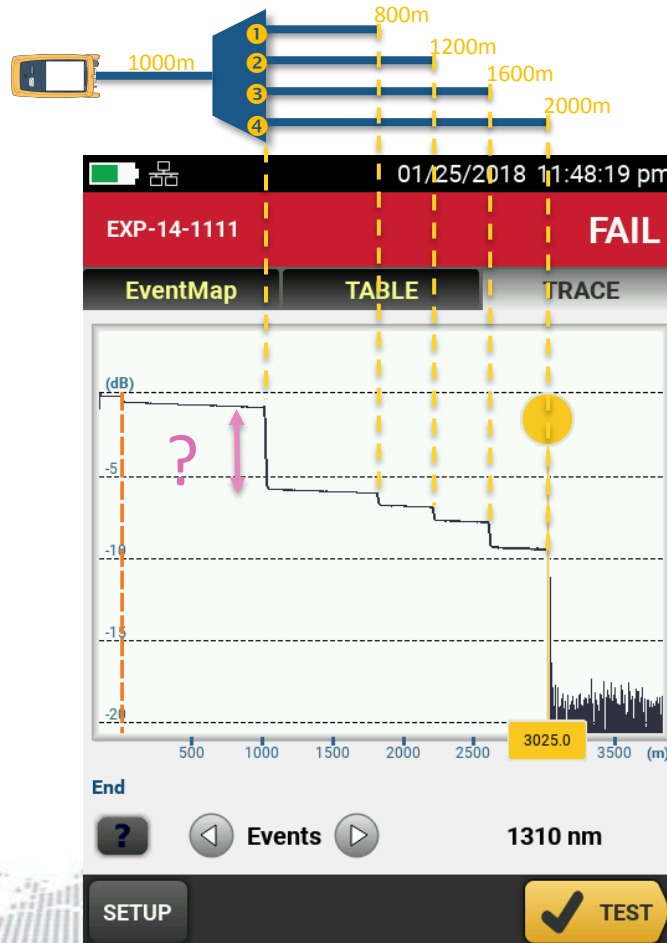 800m
1000m
1200m
1600m
2000m
1
2
3
4
01/25/2018 11:48:19 pm
EXP-14-1111
FAIL
EventMap
TABLE
TRACE
(dB)
?
-5
-10
-15
-20
500 1000 1500 2000 2500 3025.0 3500 (m)
End
? Events 1310 nm
SETUP
TEST